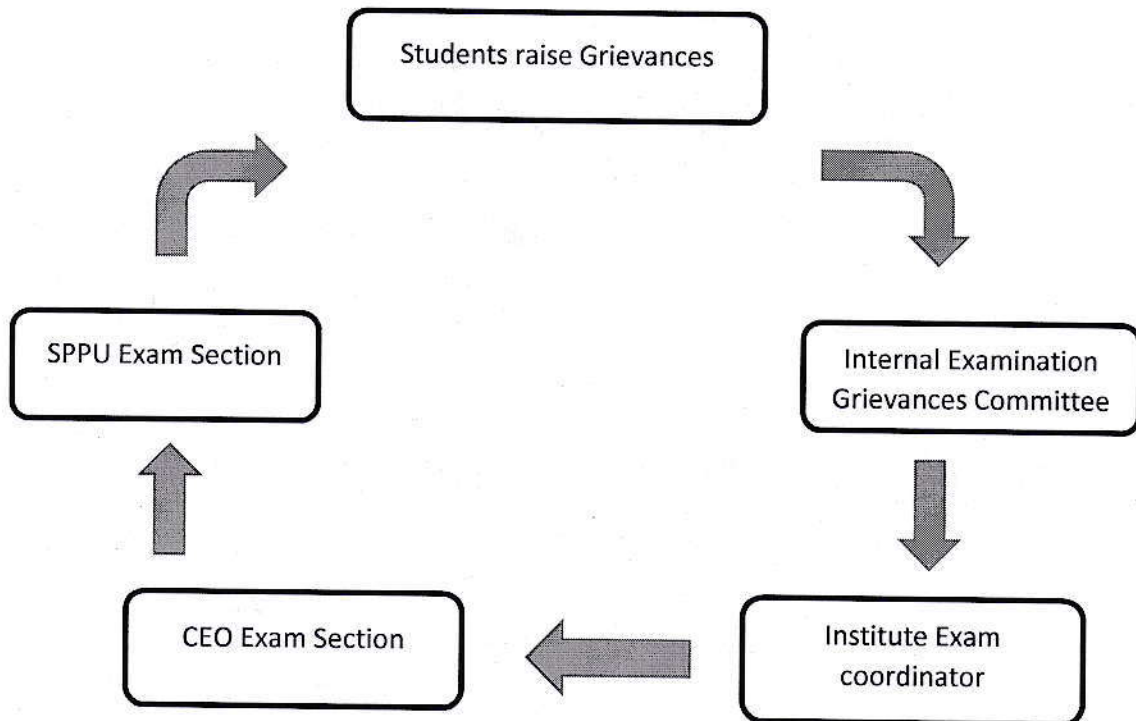 Students raise Grievances
SPPU Exam Section
Internal Examination
Grievances Committee
CEO Exam Section
Institute Exam
coordinator